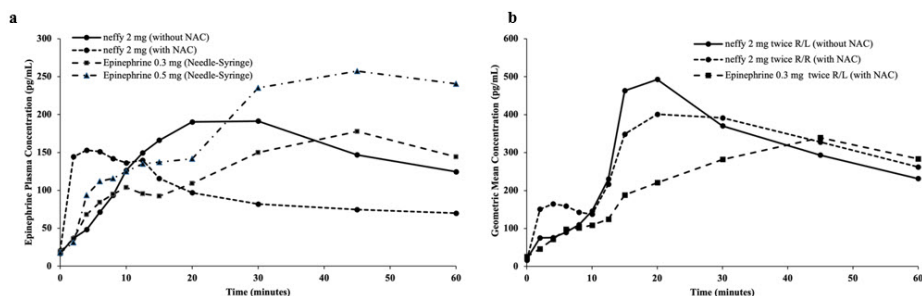 a
neffy 2 mg (without NAC)
neffy 2 mg (with NAC)
Epinephrine 0.3 mg (Needle-Syringe)
Epinephrine 0.5 mg (Needle-Syringe)
Epinephrine Plasma Concentration (pg/mL)
300
250
200
150
100
50
0
0 10 20 30 40 50 60
Time (minutes)
b
neffy 2 mg twice R/L (without NAC)
neffy 2 mg twice R/R (with NAC)
Epinephrine 0.3 mg twice R/L (with NAC)
Geometric Mean Concentration (pg/mL)
600
500
400
300
200
100
0
0 10 20 30 40 50 60
Time (minutes)